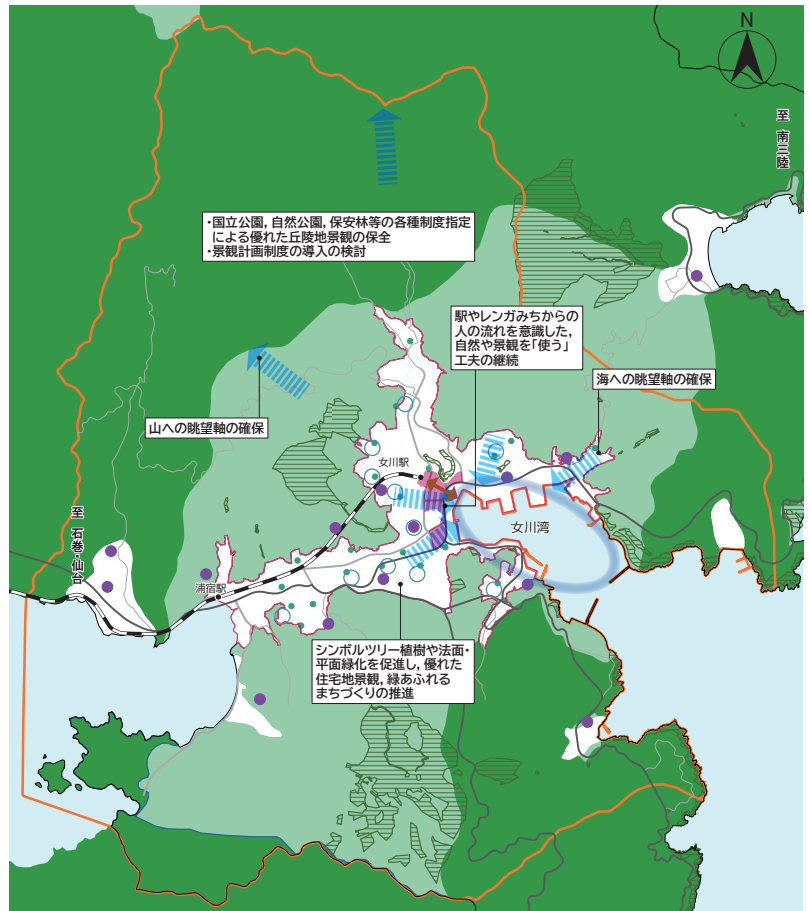 N
至 南三陸
・国立公園，自然公園，保安林等の各種制度指定
による優れた丘陵地景観の保全
・景観計画制度の導入の検討
駅やレンガみちからの
人の流れを意識した，
自然や景観を「使う」
工夫の継続
海への眺望軸の確保
山への眺望軸の確保
女川駅
女川湾
至 石巻・仙台
浦宿駅
シンボルツリー植樹や法面・
平面緑化を促進し，優れた
住宅地景観，緑あふれる
まちづくりの推進